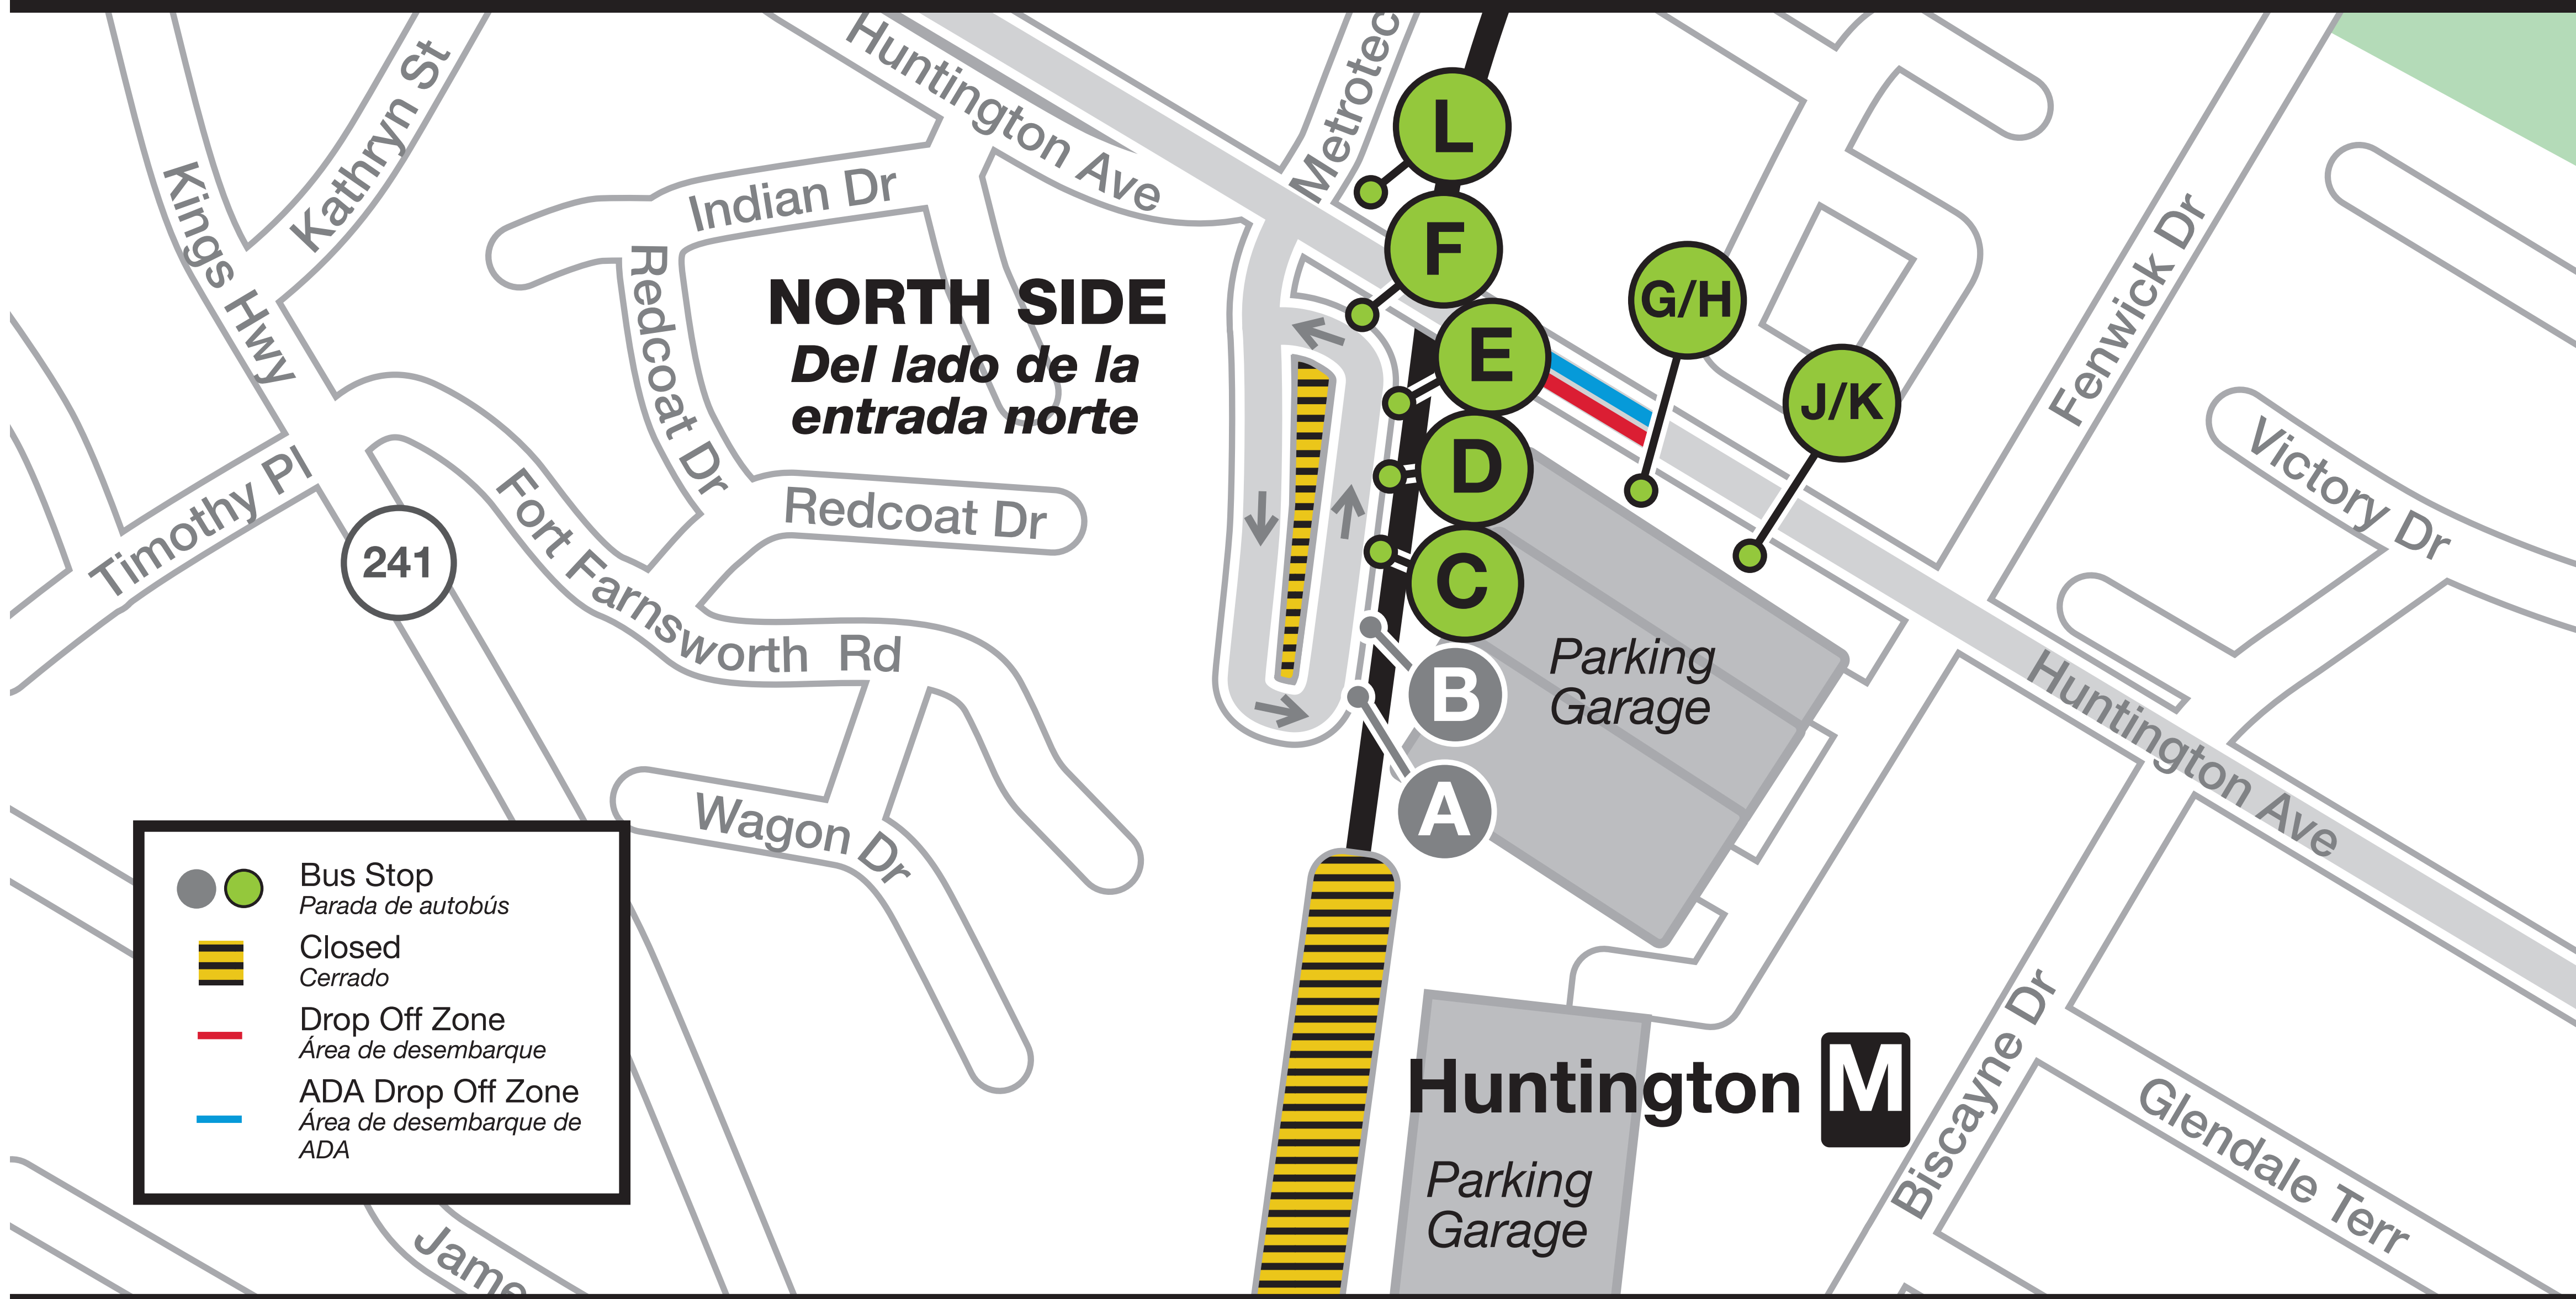 Huntington Ave
Metrotec
Kathryn St
Kings Hwy
Indian Dr
Redcoat Dr
NORTH SIDE
Del lado de la
entrada norte
L
F
E
D
C
B
A
G/H
J/K
Fenwick Dr
Victory Dr
Timothy Pl
241
Fort Farnsworth Rd
Redcoat Dr
Wagon Dr
Parking
Garage
Huntington Ave
Huntington M
Parking
Garage
Biscayne Dr
Glendale Terr
Bus Stop
Parada de autobús
Closed
Cerrado
Drop Off Zone
Área de desembarque
ADA Drop Off Zone
Área de desembarque de
ADA
Jame